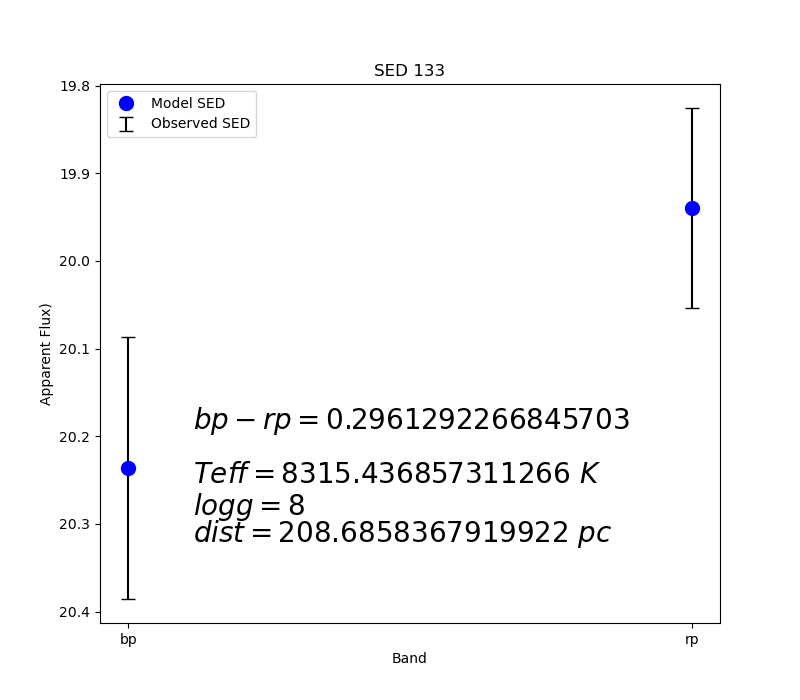 SED 133
Model SED
Observed SED
19.8
19.9
20.0
20.1
20.2
20.3
20.4
Apparent Flux)
bp − rp = 0.2961292266845703
Teff = 8315.436857311266 K
logg = 8
dist = 208.6858367919922 pc
bp
rp
Band